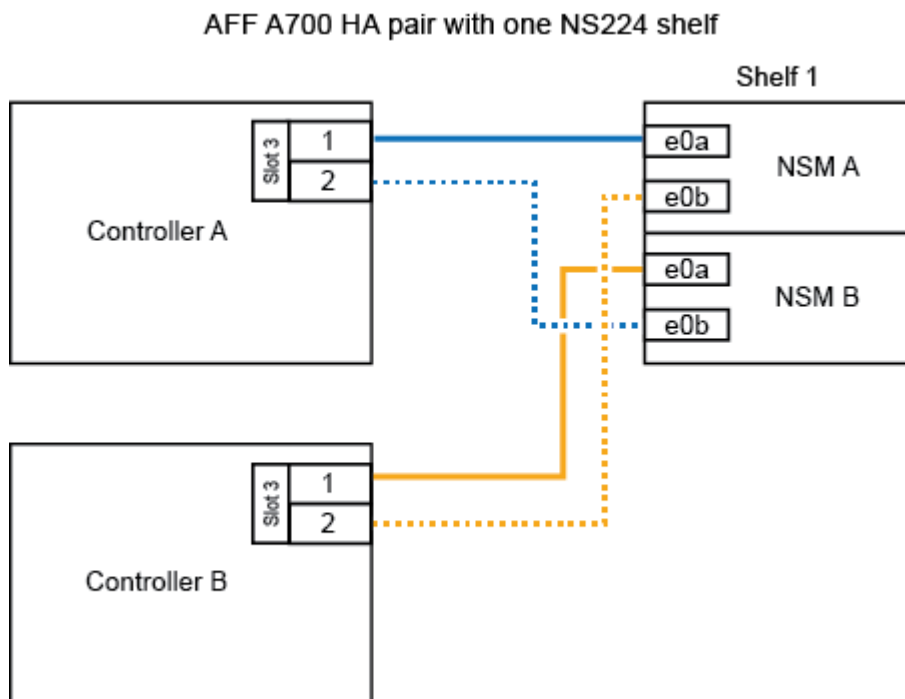 AFF A700 HA pair with one NS224 shelf
Shelf 1
Controller A
Slot 3
1
2
e0a
e0b
NSM A
e0a
e0b
NSM B
Controller B
Slot 3
1
2